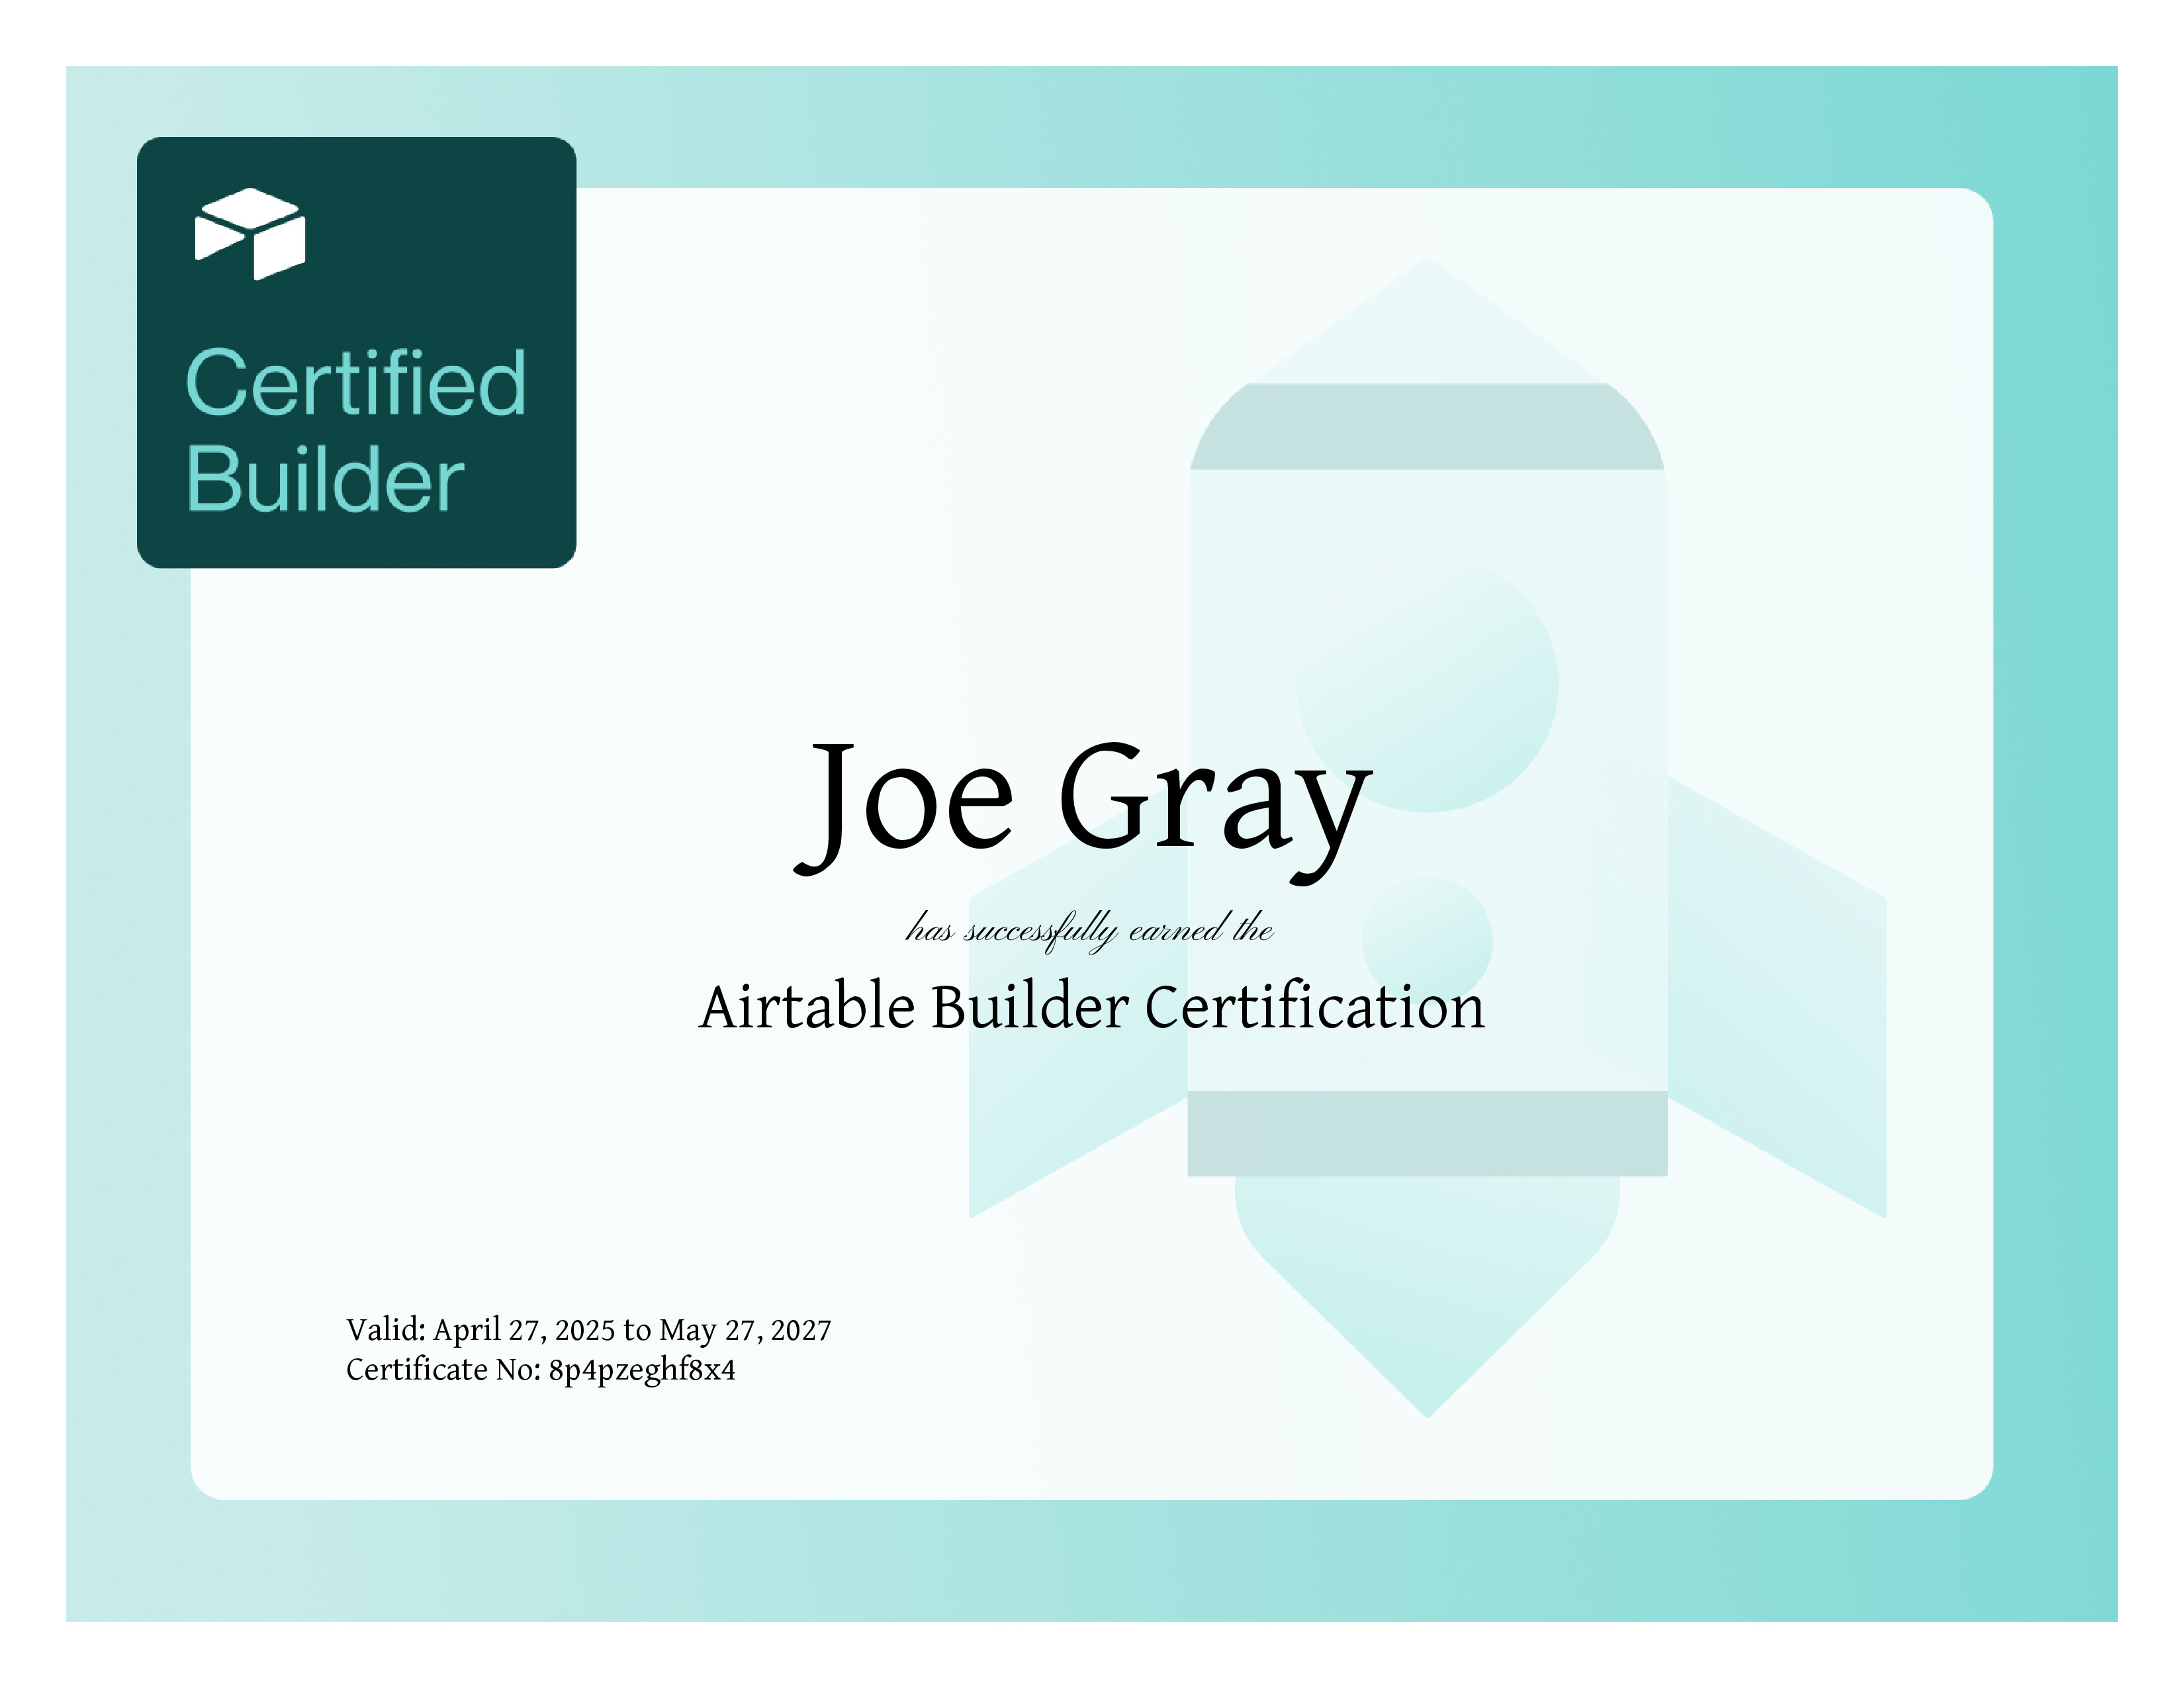 Certified
Builder
Joe Gray
has successfully earned the
Airtable Builder Certification
Valid: April 27, 2025 to May 27, 2027
Certificate No: 8p4pzeghf8x4